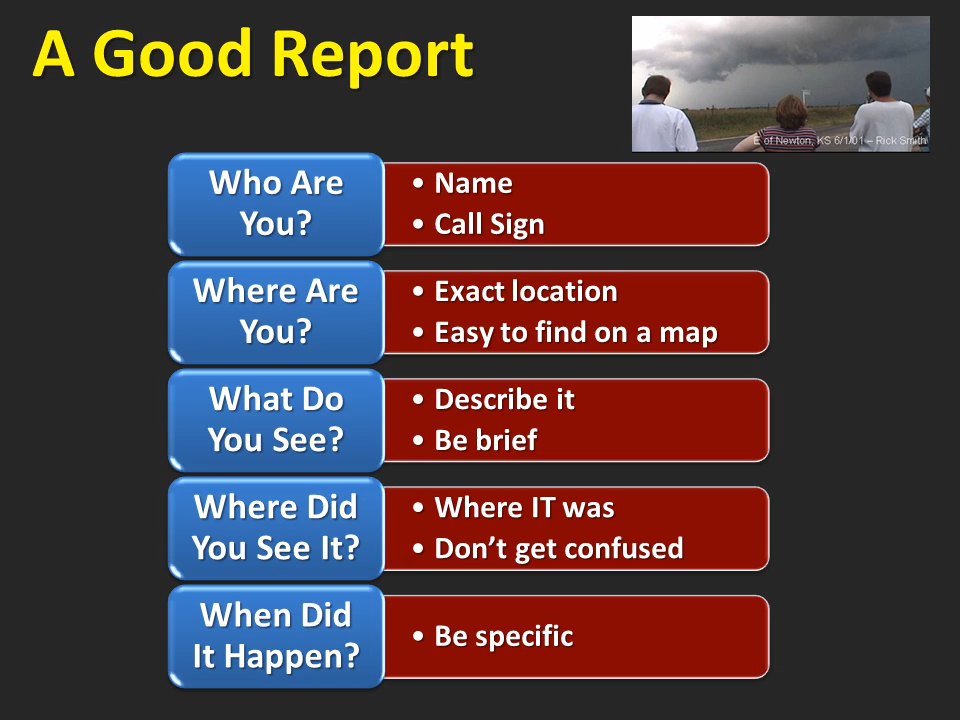 A Good Report
E of Newton, KS 6/1/01 – Rick Smith
Who Are
You?
• Name
• Call Sign
Where Are
You?
• Exact location
• Easy to find on a map
What Do
You See?
• Describe it
• Be brief
Where Did
You See It?
• Where IT was
• Don’t get confused
When Did
It Happen?
• Be specific